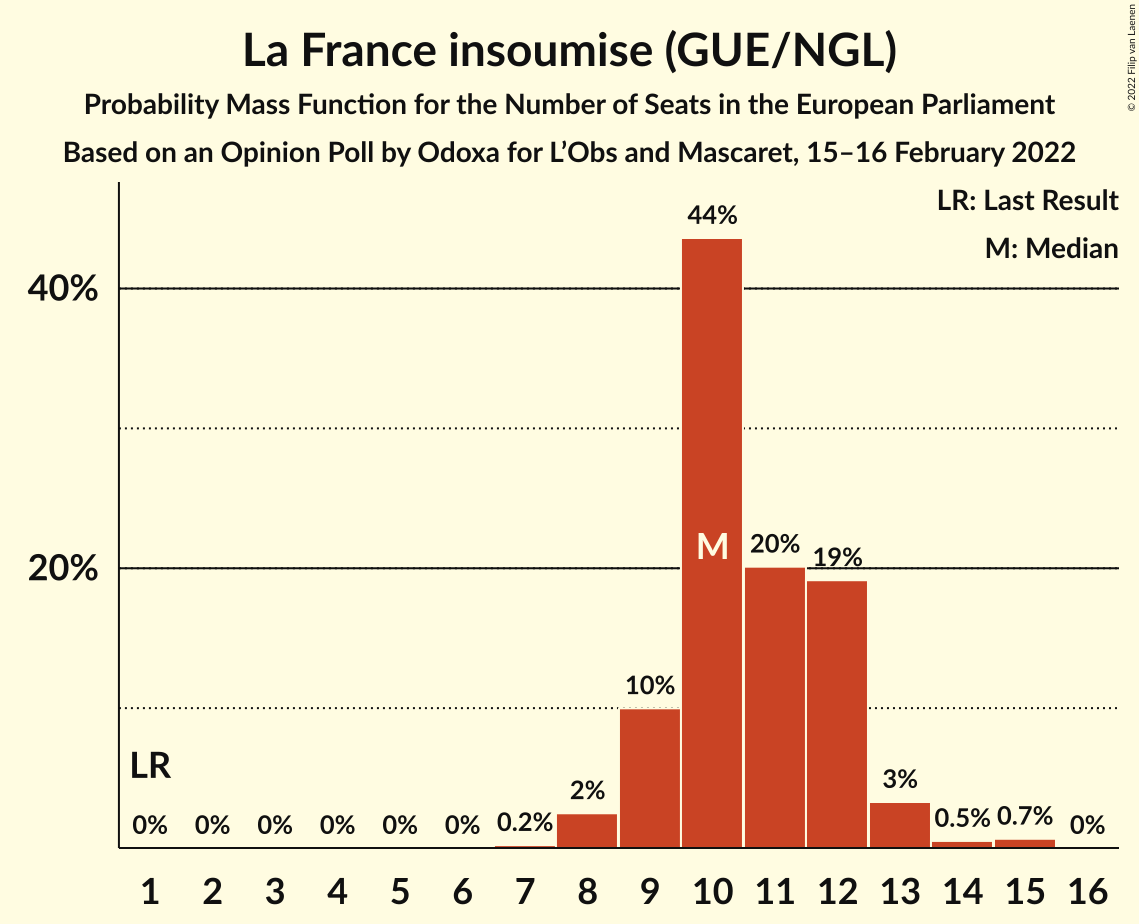 La France insoumise (GUE/NGL)
Probability Mass Function for the Number of Seats in the European Parliament
Based on an Opinion Poll by Odoxa for L’Obs and Mascaret, 15–16 February 2022
© 2022 Filip van Laenen
LR: Last Result
M: Median
44%
40%
M
20%
19%
20%
10%
LR
3%
2%
0%
0%
0%
0%
0%
0%
0.2%
0.5%
0.7%
0%
1 2 3 4 5 6 7 8 9 10 11 12 13 14 15 16